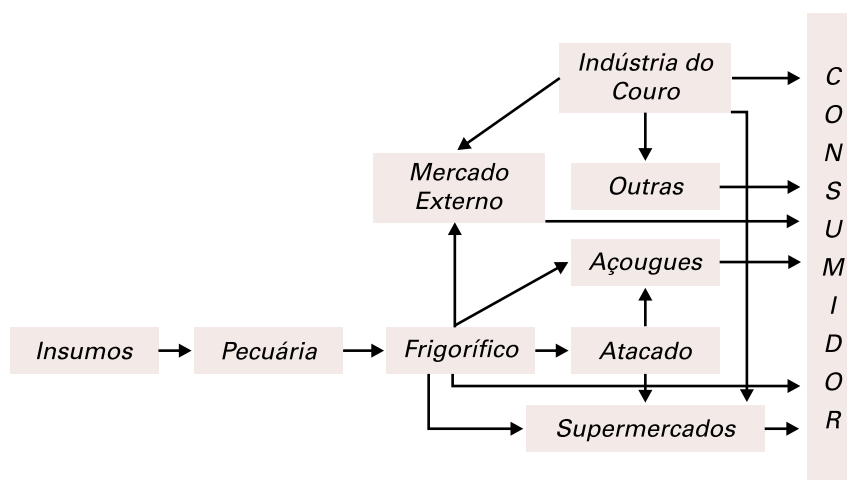 Indústria do
Couro
Mercado
Externo
Outras
Açougues
Insumos
Pecuária
Frigorífico
Atacado
Supermercados
C
O
N
S
U
M
I
D
O
R